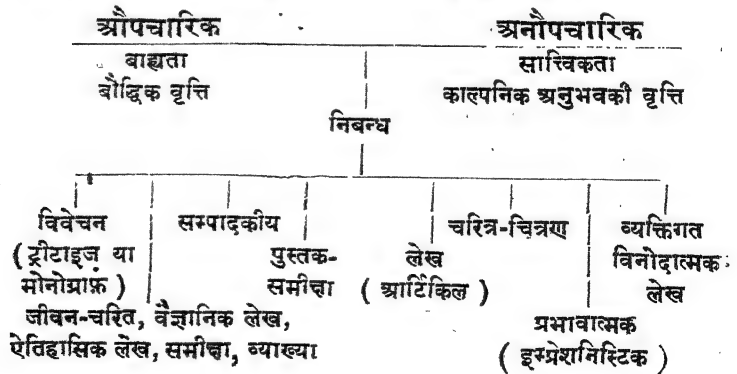 औपचारिक अनौपचारिक
बाह्यता सात्त्विकता
बौद्धिक वृत्ति काल्पनिक अनुभवकी वृत्ति
निबन्ध
विवेचन सम्पादकीय चरित्र-चित्रण व्यक्तिगत
(ट्रीटाइज या पुस्तक- लेख विनोदात्मक
मोनोग्राफ़) समीक्षा (आर्टिकिल) लेख
जीवन-चरित, वैज्ञानिक लेख, प्रभावात्मक
ऐतिहासिक लेख, समीक्षा, व्याख्या (इम्प्रेशनिस्टिक)